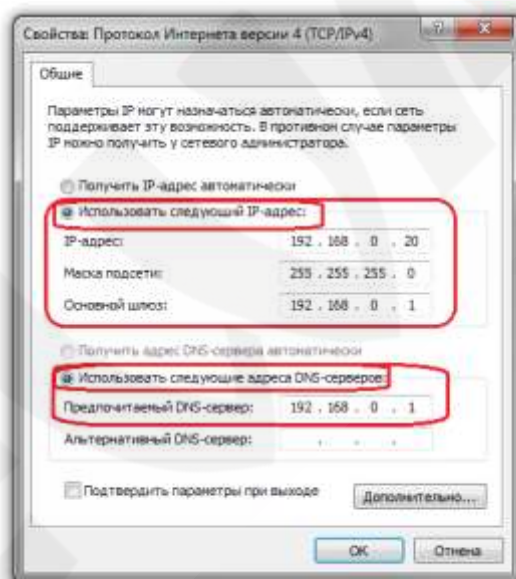 Свойства: Протокол Интернета версии 4 (TCP/IPv4)
Общие
Параметры IP могут назначаться автоматически, если сеть
поддерживает эту возможность. В противном случае параметры
IP можно получить у сетевого администратора.
Получить IP-адрес автоматически
Использовать следующий IP-адрес:
IP-адрес: 192 . 168 . 0 . 20
Маска подсети: 255 . 255 . 255 . 0
Основной шлюз: 192 . 168 . 0 . 1
Получить адрес DNS-сервера автоматически
Использовать следующие адреса DNS-серверов:
Предпочитаемый DNS-сервер: 192 . 168 . 0 . 1
Альтернативный DNS-сервер: . . .
Подтвердить параметры при выходе
Дополнительно...
ОК Отмена